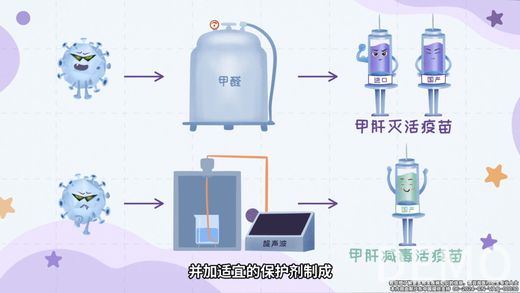 甲醛
进口
国产
甲肝灭活疫苗
超声波
国产
甲肝减毒活疫苗
并加适宜的保护剂制成